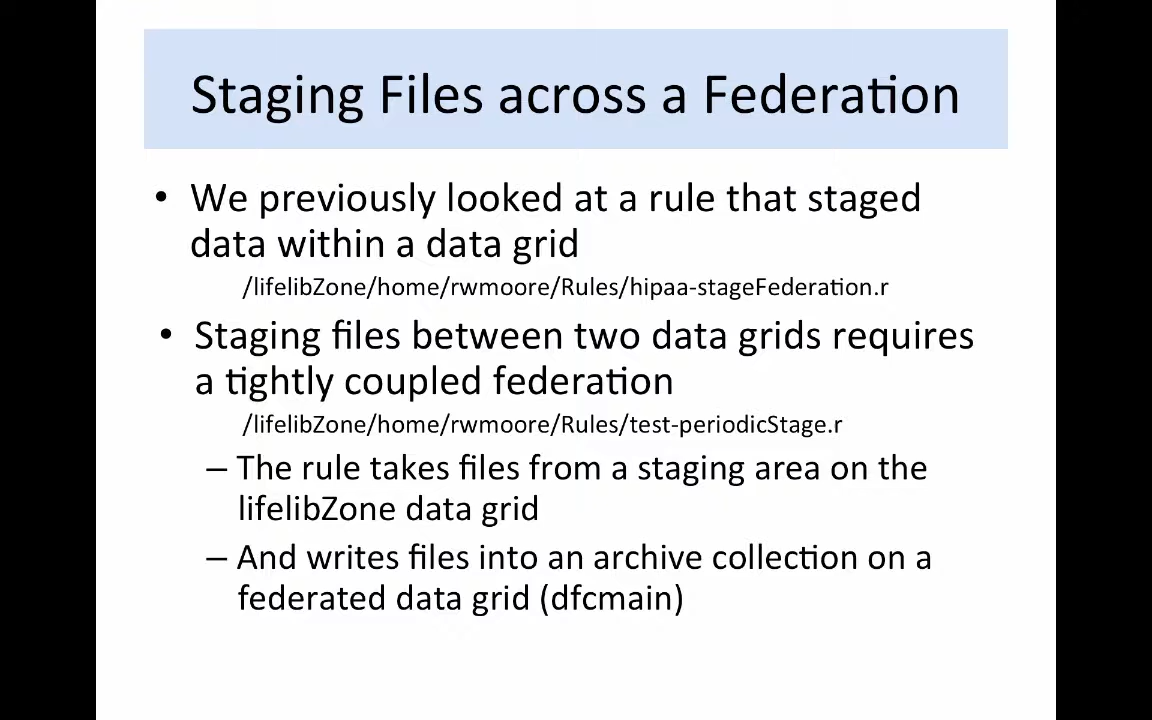 Staging Files across a Federation
• We previously looked at a rule that staged
data within a data grid
/lifelibZone/home/rwmoore/Rules/hipaa-stageFederation.r
• Staging files between two data grids requires
a tightly coupled federation
/lifelibZone/home/rwmoore/Rules/test-periodicStage.r
– The rule takes files from a staging area on the
lifelibZone data grid
– And writes files into an archive collection on a
federated data grid (dfcmain)